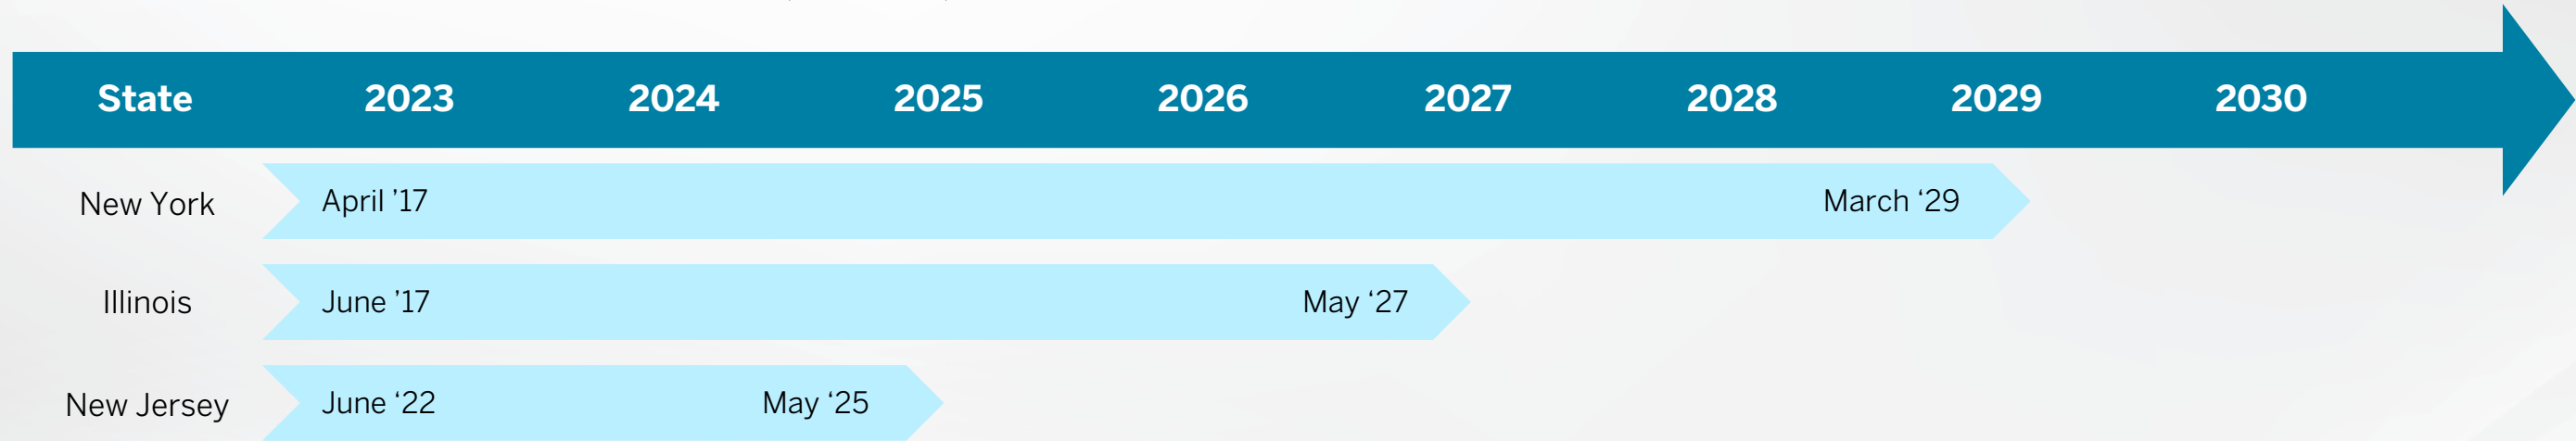 State 2023 2024 2025 2026 2027 2028 2029 2030
New York April ’17 March ‘29
Illinois June ’17 May ‘27
New Jersey June ‘22 May ‘25